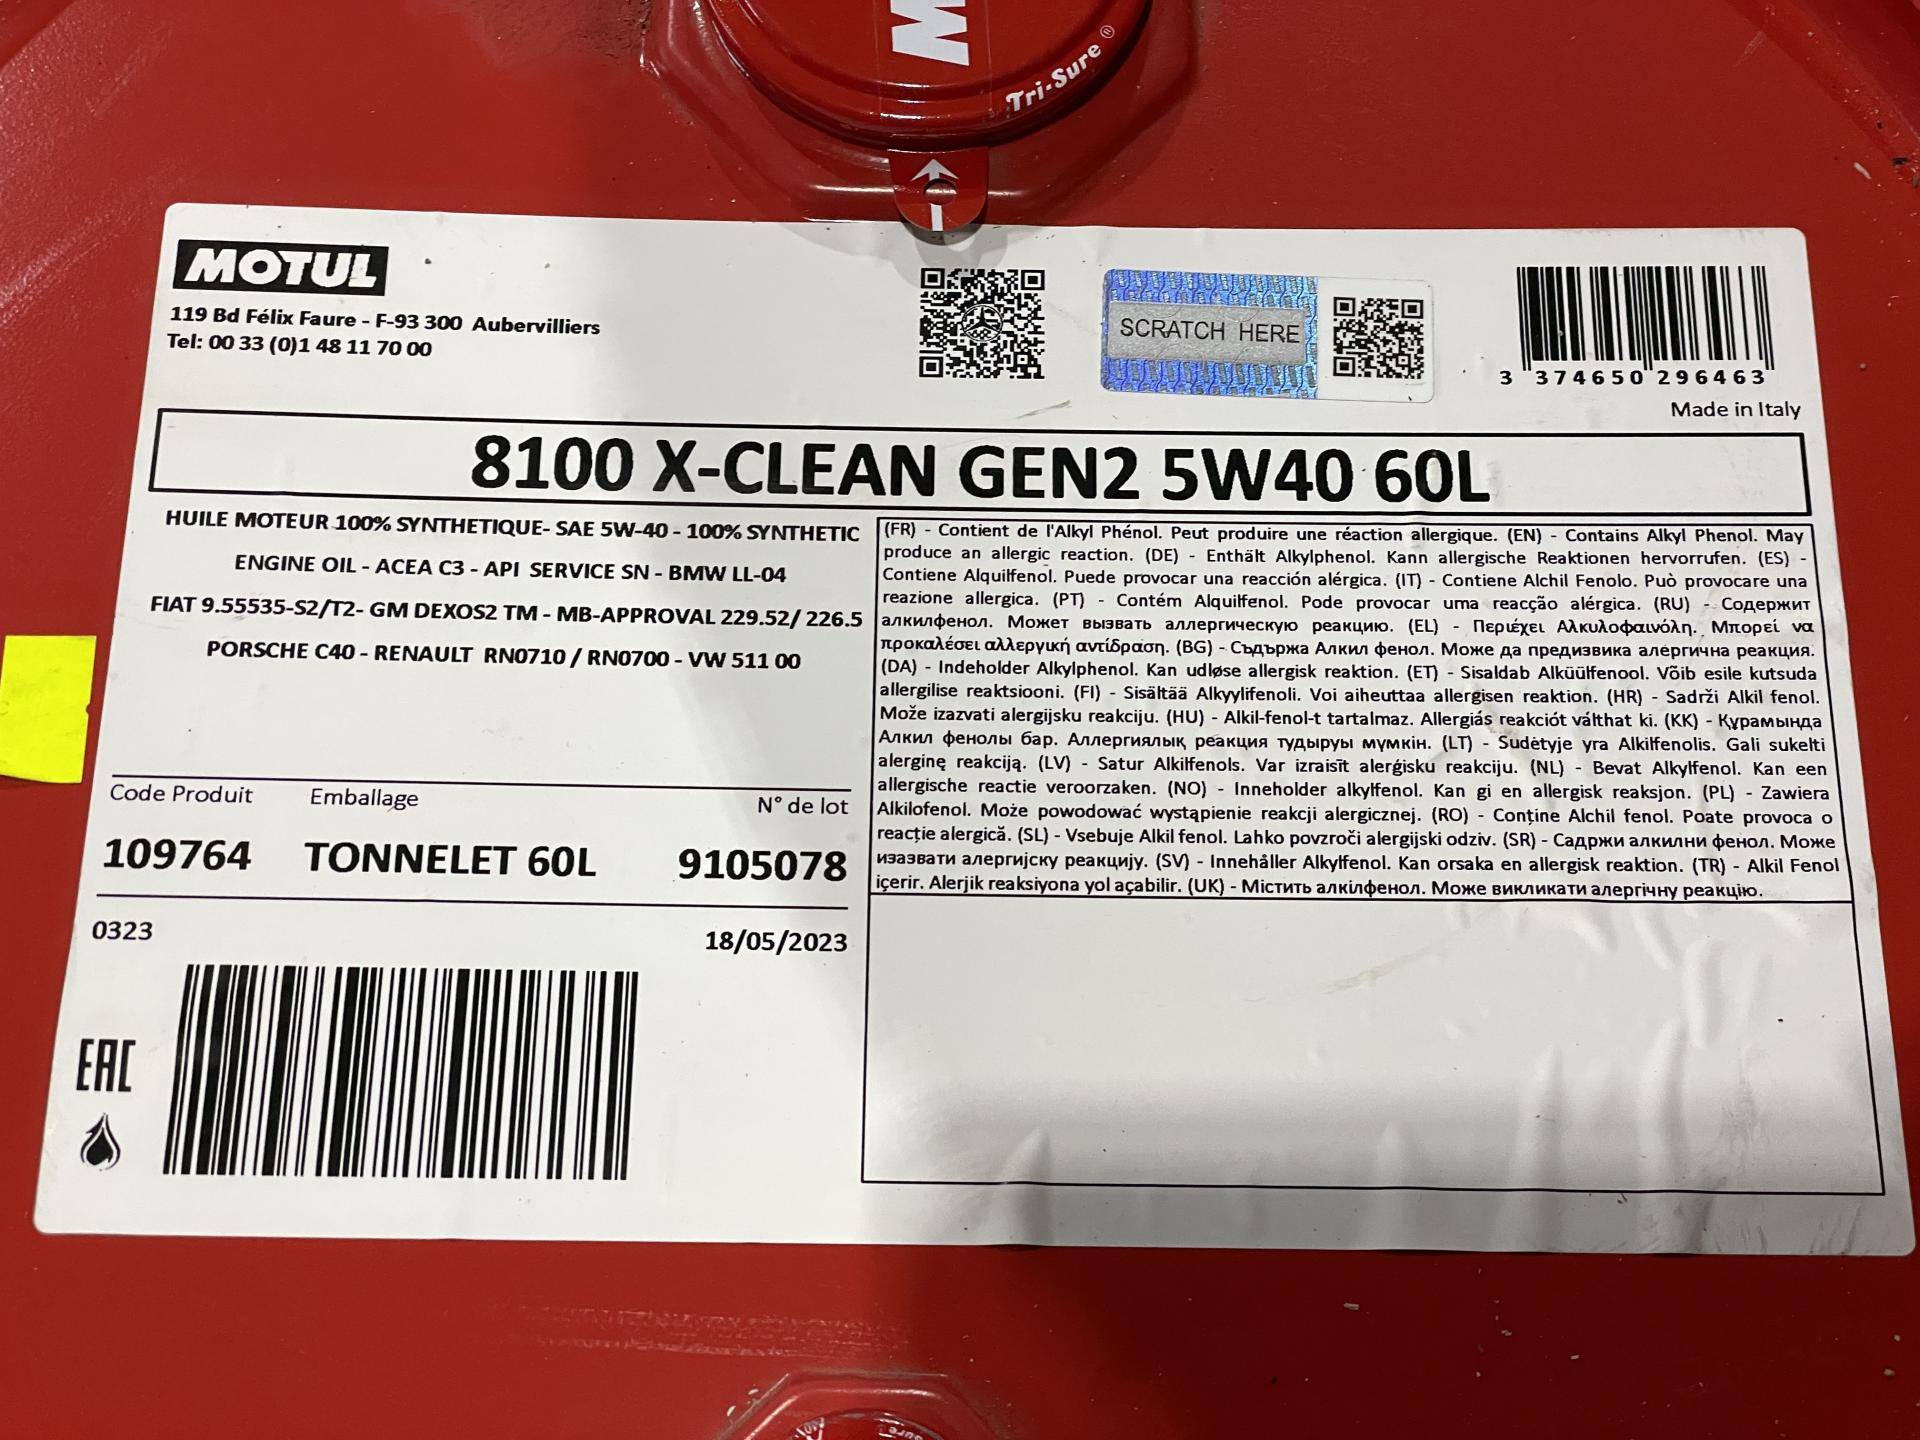 M
Tri-Sure®
MOTUL
119 Bd Félix Faure - F-93 300 Aubervilliers
Tel: 00 33 (0)1 48 11 70 00
SCRATCH HERE
3 374650 296463
Made in Italy
8100 X-CLEAN GEN2 5W40 60L
HUILE MOTEUR 100% SYNTHETIQUE- SAE 5W-40 - 100% SYNTHETIC
ENGINE OIL - ACEA C3 - API SERVICE SN - BMW LL-04
FIAT 9.55535-S2/T2- GM DEXOS2 TM - MB-APPROVAL 229.52/ 226.5
PORSCHE C40 - RENAULT RN0710 / RN0700 - VW 511 00
(FR) - Contient de l'Alkyl Phénol. Peut produire une réaction allergique. (EN) - Contains Alkyl Phenol. May
produce an allergic reaction. (DE) - Enthält Alkylphenol. Kann allergische Reaktionen hervorrufen. (ES) -
Contiene Alquilfenol. Puede provocar una reacción alérgica. (IT) - Contiene Alchil Fenolo. Può provocare una
reazione allergica. (PT) - Contém Alquilfenol. Pode provocar uma reacção alérgica. (RU) - Содержит
алкилфенол. Может вызвать аллергическую реакцию. (EL) - Περιέχει Αλκυλοφαινόλη. Μπορεί να
προκαλέσει αλλεργική αντίδραση. (BG) - Съдържа Алкил фенол. Може да предизвика алергична реакция.
(DA) - Indeholder Alkylphenol. Kan udløse allergisk reaktion. (ET) - Sisaldab Alküülfenool. Võib esile kutsuda
allergilise reaktsiooni. (FI) - Sisältää Alkyylifenoli. Voi aiheuttaa allergisen reaktion. (HR) - Sadrži Alkil fenol.
Može izazvati alergijsku reakciju. (HU) - Alkil-fenol-t tartalmaz. Allergiás reakciót válthat ki. (KK) - Құрамында
Алкил фенолы бар. Аллергиялық реакция тудыруы мүмкін. (LT) - Sudėtyje yra Alkilfenolis. Gali sukelti
alerginę reakciją. (LV) - Satur Alkilfenols. Var izraisīt alerģisku reakciju. (NL) - Bevat Alkylfenol. Kan een
allergische reactie veroorzaken. (NO) - Inneholder alkylfenol. Kan gi en allergisk reaksjon. (PL) - Zawiera
Alkilofenol. Może powodować wystąpienie reakcji alergicznej. (RO) - Conține Alchil fenol. Poate provoca o
reacție alergică. (SL) - Vsebuje Alkil fenol. Lahko povzroči alergijski odziv. (SR) - Садржи алкилни фенол. Може
изазвати алергијску реакцију. (SV) - Innehåller Alkylfenol. Kan orsaka en allergisk reaktion. (TR) - Alkil Fenol
içerir. Alerjik reaksiyona yol açabilir. (UK) - Містить алкілфенол. Може викликати алергічну реакцію.
Code Produit Emballage N° de lot
109764 TONNELET 60L 9105078
0323 18/05/2023
EAC